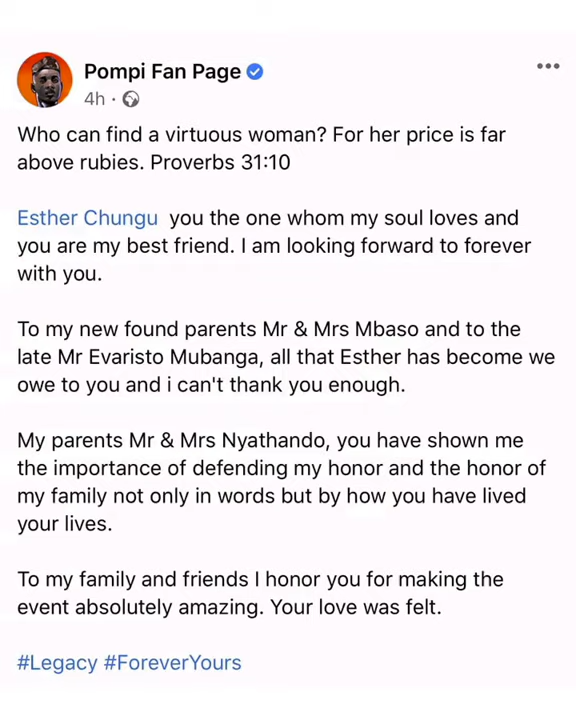 Pompi Fan Page
4h ·
Who can find a virtuous woman? For her price is far
above rubies. Proverbs 31:10
Esther Chungu you the one whom my soul loves and
you are my best friend. I am looking forward to forever
with you.
To my new found parents Mr & Mrs Mbaso and to the
late Mr Evaristo Mubanga, all that Esther has become we
owe to you and i can't thank you enough.
My parents Mr & Mrs Nyathando, you have shown me
the importance of defending my honor and the honor of
my family not only in words but by how you have lived
your lives.
To my family and friends I honor you for making the
event absolutely amazing. Your love was felt.
#Legacy #ForeverYours